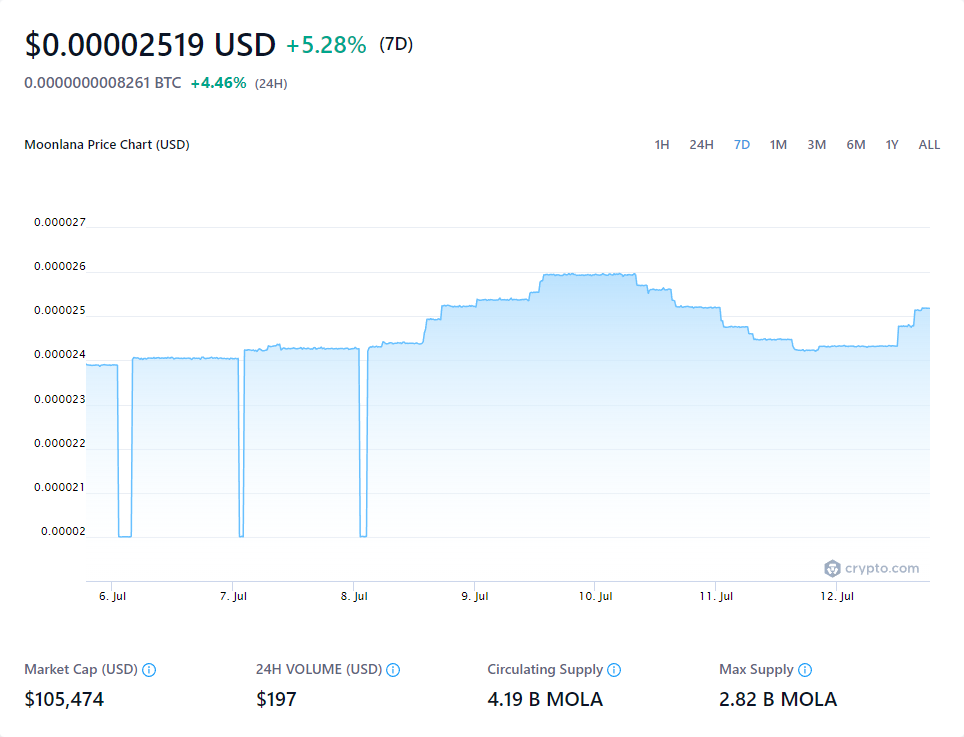 $0.00002519 USD +5.28% (7D)
0.0000000008261 BTC +4.46% (24H)
Moonlana Price Chart (USD) 1H 24H 7D 1M 3M 6M 1Y ALL
0.000027
0.000026
0.000025
0.000024
0.000023
0.000022
0.000021
0.00002
crypto.com
6. Jul 7. Jul 8. Jul 9. Jul 10. Jul 11. Jul 12. Jul
Market Cap (USD) 24H VOLUME (USD) Circulating Supply Max Supply
$105,474 $197 4.19 B MOLA 2.82 B MOLA